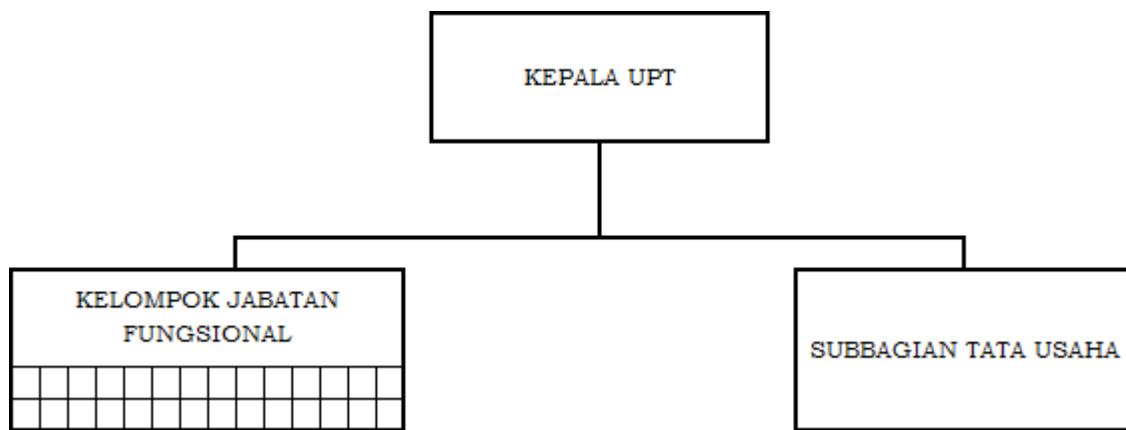 KEPALA UPT
KELOMPOK JABATAN
FUNGSIONAL
SUBBAGIAN TATA USAHA